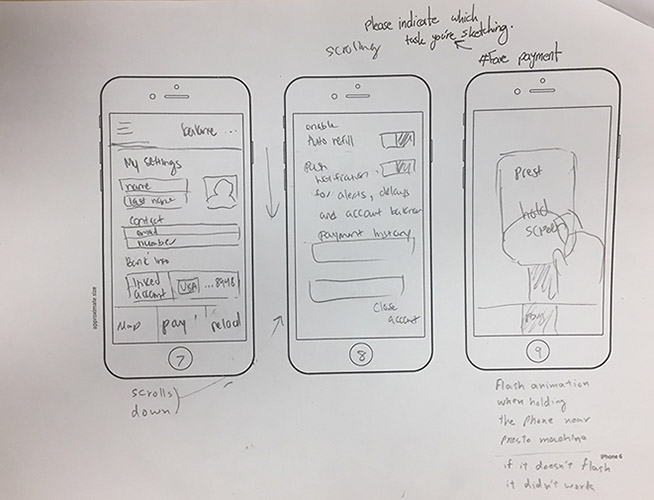 Please indicate which
task you're sketching.
scrolling
#Fare payment
balance ...
My settings
name
last name
Contact
email
number
Bank info
linked
account
VISA
...8948
Map
pay
reload
7
scrolls
down
approximate size
enable
Auto refill
Push
notification
for alerts, delays
and account balance
payment history
Close
account
8
Prest
hold
9
Flash animation
when holding
the phone near
presto machine
iPhone 6
if it doesn't flash
it didn't work